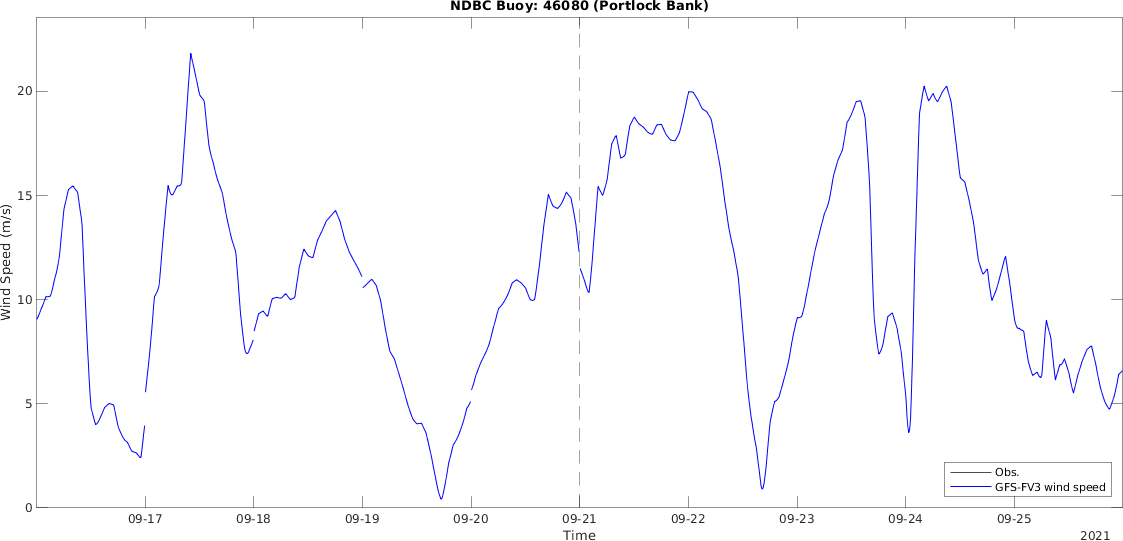 NDBC Buoy: 46080 (Portlock Bank)
Wind Speed (m/s)
20
15
10
5
0
09-17 09-18 09-19 09-20 09-21 09-22 09-23 09-24 09-25
Time
2021
Obs.
GFS-FV3 wind speed